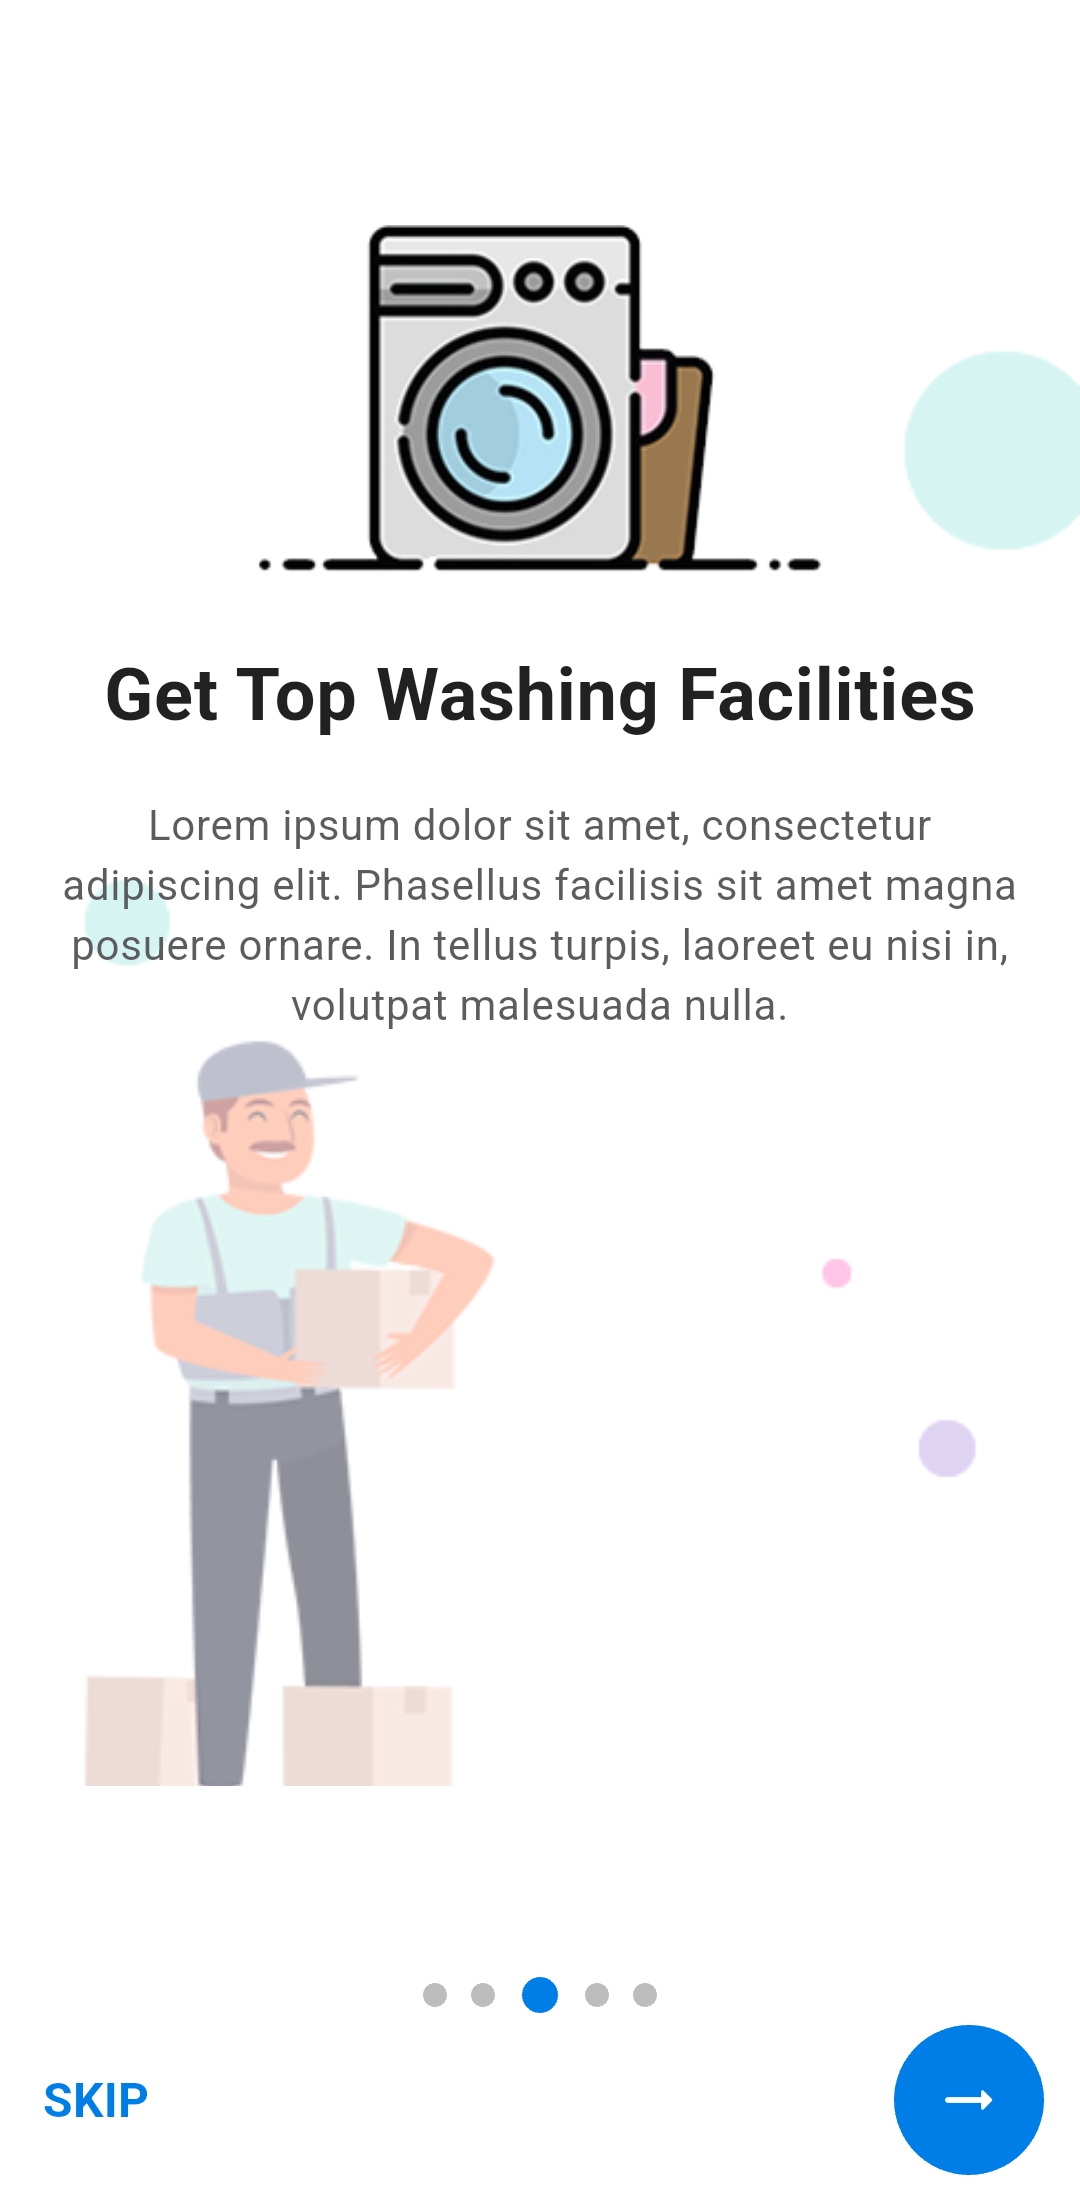 Get Top Washing Facilities
Lorem ipsum dolor sit amet, consectetur
adipiscing elit. Phasellus facilisis sit amet magna
posuere ornare. In tellus turpis, laoreet eu nisi in,
volutpat malesuada nulla.
SKIP